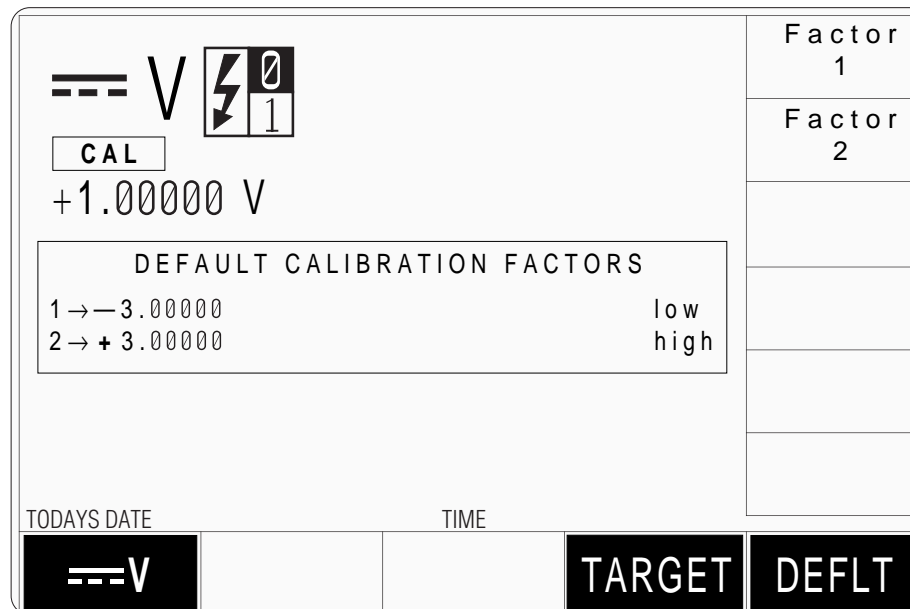 ⎓ V 0
1
CAL
+1.00000 V
DEFAULT CALIBRATION FACTORS
1→−3.00000 low
2→+3.00000 high
Factor
1
Factor
2
TODAYS DATE TIME
⎓V TARGET DEFLT